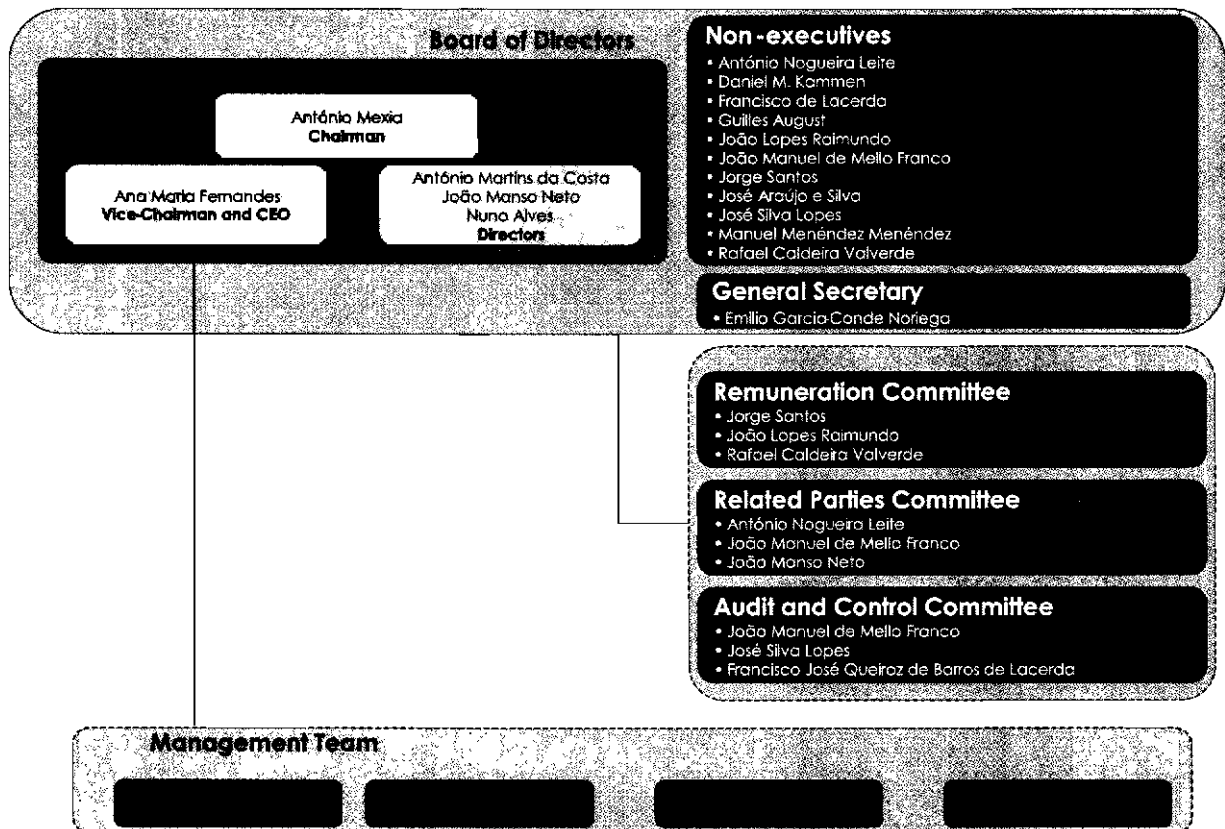 Board of Directors
António Mexia
Chairman
Ana Maria Fernandes
Vice-Chairman and CEO
António Martins da Costa
João Manso Neto
Nuno Alves
Directors
Non-executives
• António Nogueira Leite
• Daniel M. Kammen
• Francisco de Lacerda
• Guilles August
• João Lopes Raimundo
• João Manuel de Mello Franco
• Jorge Santos
• José Araújo e Silva
• José Silva Lopes
• Manuel Menéndez Menéndez
• Rafael Caldeira Valverde
General Secretary
• Emilio García-Conde Noriega
Remuneration Committee
• Jorge Santos
• João Lopes Raimundo
• Rafael Caldeira Valverde
Related Parties Committee
• António Nogueira Leite
• João Manuel de Mello Franco
• João Manso Neto
Audit and Control Committee
• João Manuel de Mello Franco
• José Silva Lopes
• Francisco José Queiroz de Barros de Lacerda
Management Team